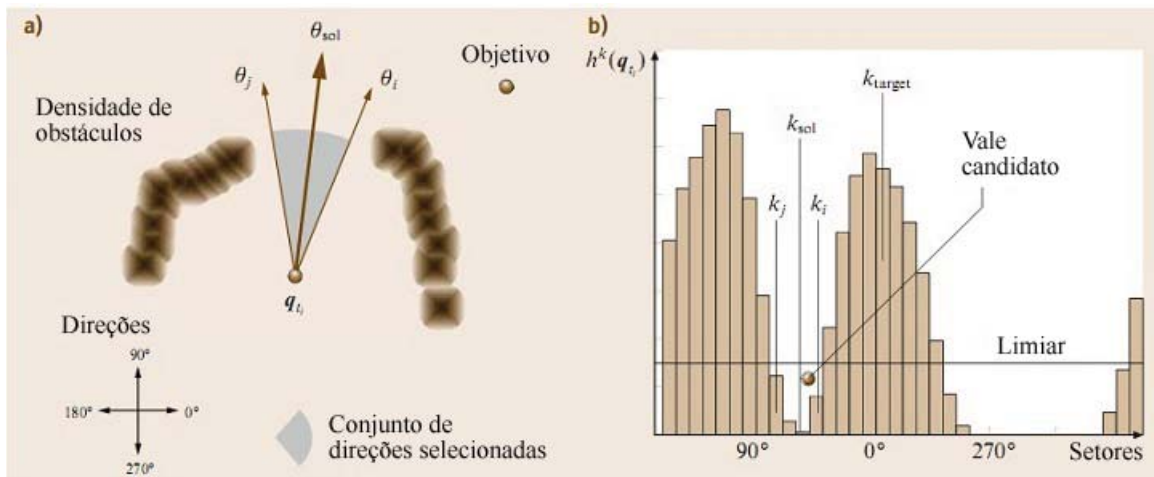 a)
θsol
θj
θi
Objetivo
Densidade de
obstáculos
qti
Direções
90°
180°
0°
270°
Conjunto de
direções selecionadas
b)
hk(qti)
ktarget
ksol
Vale
candidato
kj
ki
Limiar
90°
0°
270°
Setores